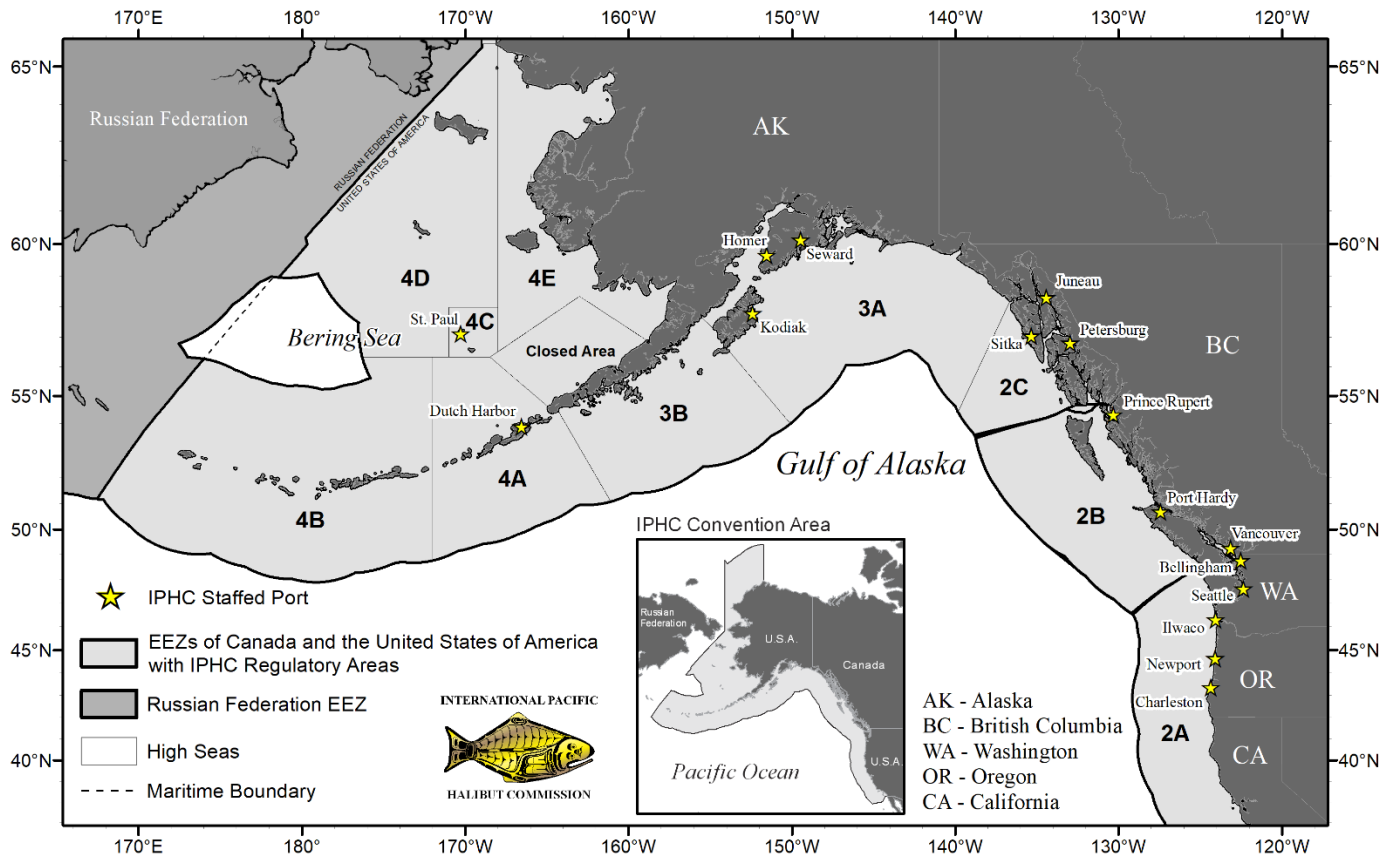 170°E
180°
170°W
160°W
150°W
140°W
130°W
120°W
65°N
65°N
Russian Federation
AK
RUSSIAN FEDERATION
UNITED STATES OF AMERICA
60°N
60°N
Homer
Seward
4D
4E
Juneau
3A
St. Paul
4C
Kodiak
Bering Sea
Petersburg
Sitka
BC
Closed Area
55°N
55°N
2C
Dutch Harbor
3B
Prince Rupert
Gulf of Alaska
4A
Port Hardy
4B
50°N
50°N
2B
IPHC Convention Area
Vancouver
Bellingham
WA
Seattle
IPHC Staffed Port
Russian
Federation
U.S.A.
Ilwaco
EEZs of Canada and the United States of America
with IPHC Regulatory Areas
45°N
45°N
Canada
Newport
OR
Russian Federation EEZ
INTERNATIONAL PACIFIC
HALIBUT COMMISSION
Charleston
AK - Alaska
BC - British Columbia
WA - Washington
OR - Oregon
CA - California
2A
High Seas
CA
U.S.A.
Pacific Ocean
40°N
40°N
Maritime Boundary
170°E
180°
170°W
160°W
150°W
140°W
130°W
120°W